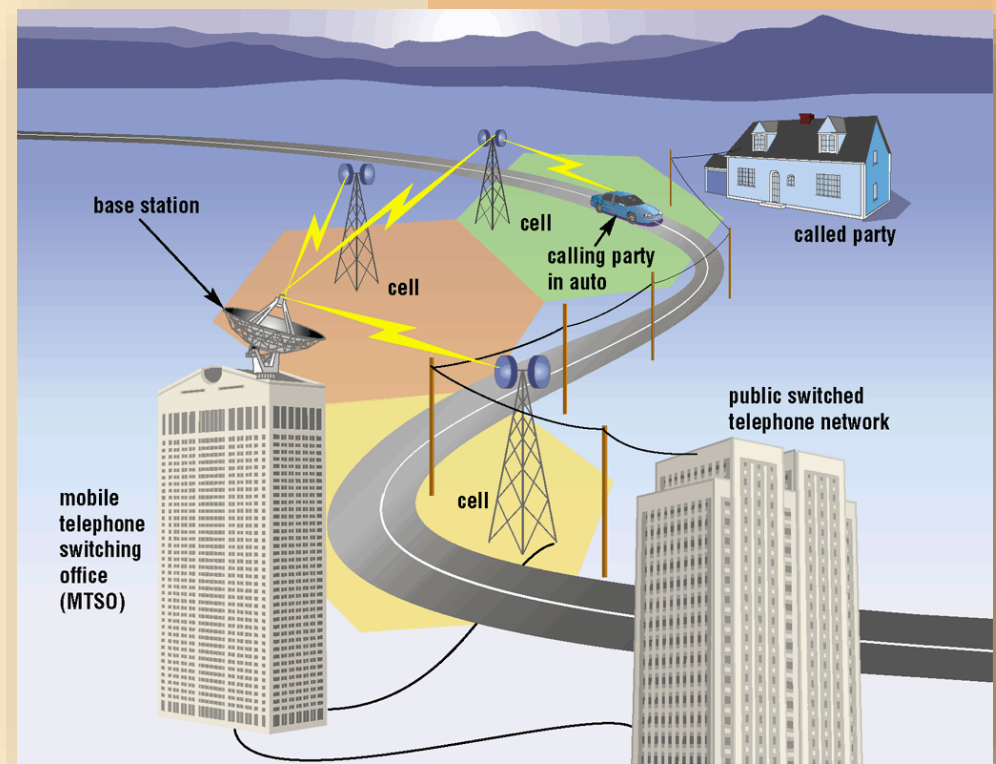 base station
cell
cell
calling party
in auto
called party
public switched
telephone network
cell
mobile
telephone
switching
office
(MTSO)